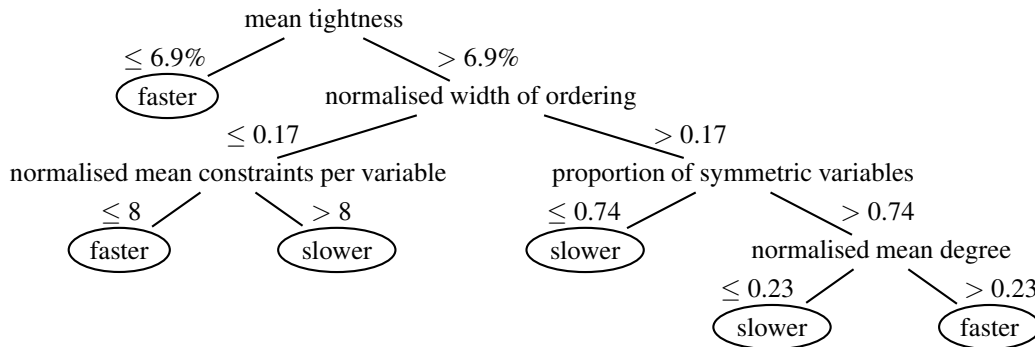 mean tightness
≤ 6.9%
> 6.9%
faster
normalised width of ordering
≤ 0.17
> 0.17
normalised mean constraints per variable
proportion of symmetric variables
≤ 8
> 8
≤ 0.74
> 0.74
faster
slower
slower
normalised mean degree
≤ 0.23
> 0.23
slower
faster